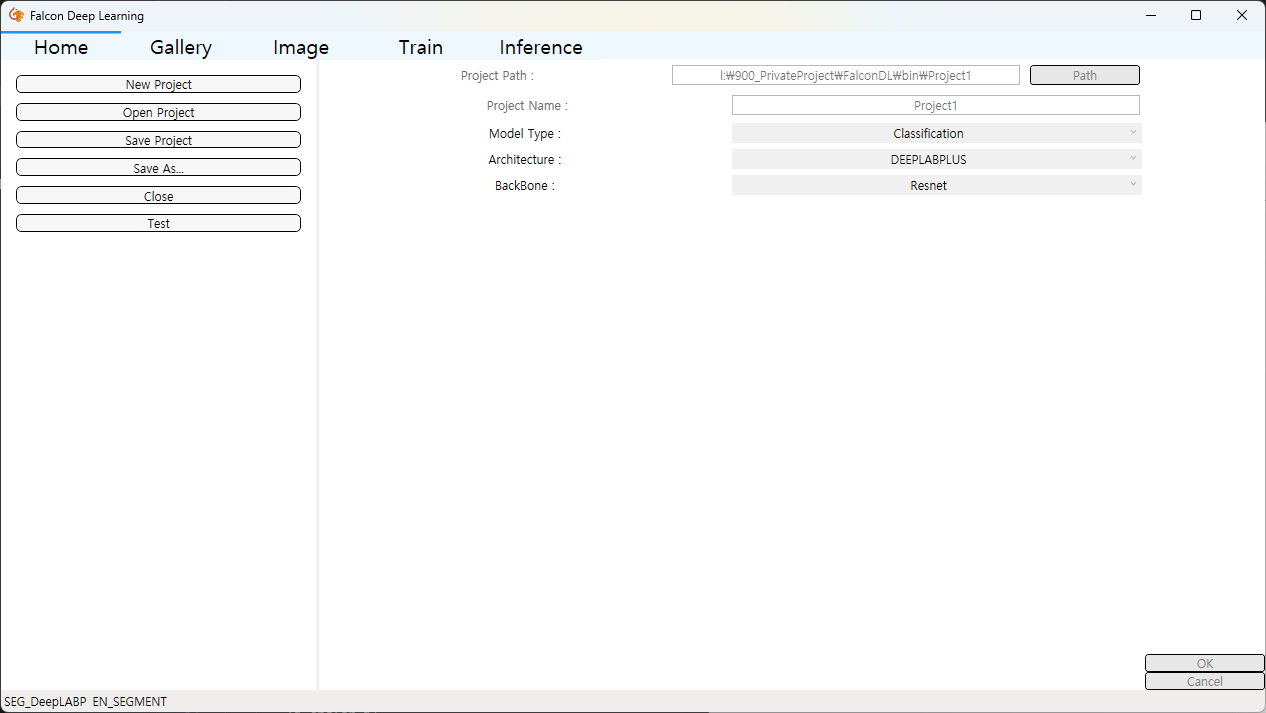 Falcon Deep Learning
Home Gallery Image Train Inference
New Project
Open Project
Save Project
Save As...
Close
Test
Project Path : I:₩900_PrivateProject₩FalconDL₩bin₩Project1 Path
Project Name : Project1
Model Type : Classification
Architecture : DEEPLABPLUS
BackBone : Resnet
OK
Cancel
SEG_DeepLABP EN_SEGMENT